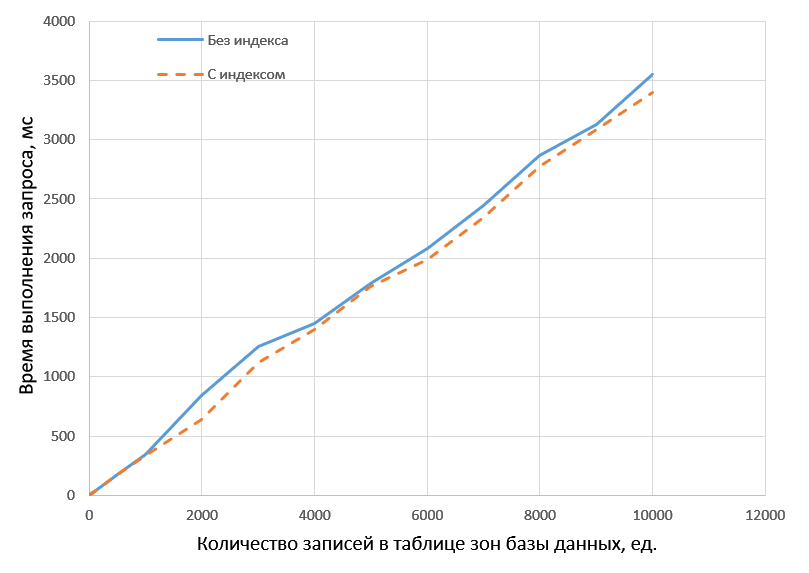 4000
3500
3000
2500
2000
1500
1000
500
0
Без индекса
С индексом
Время выполнения запроса, мс
0 2000 4000 6000 8000 10000 12000
Количество записей в таблице зон базы данных, ед.